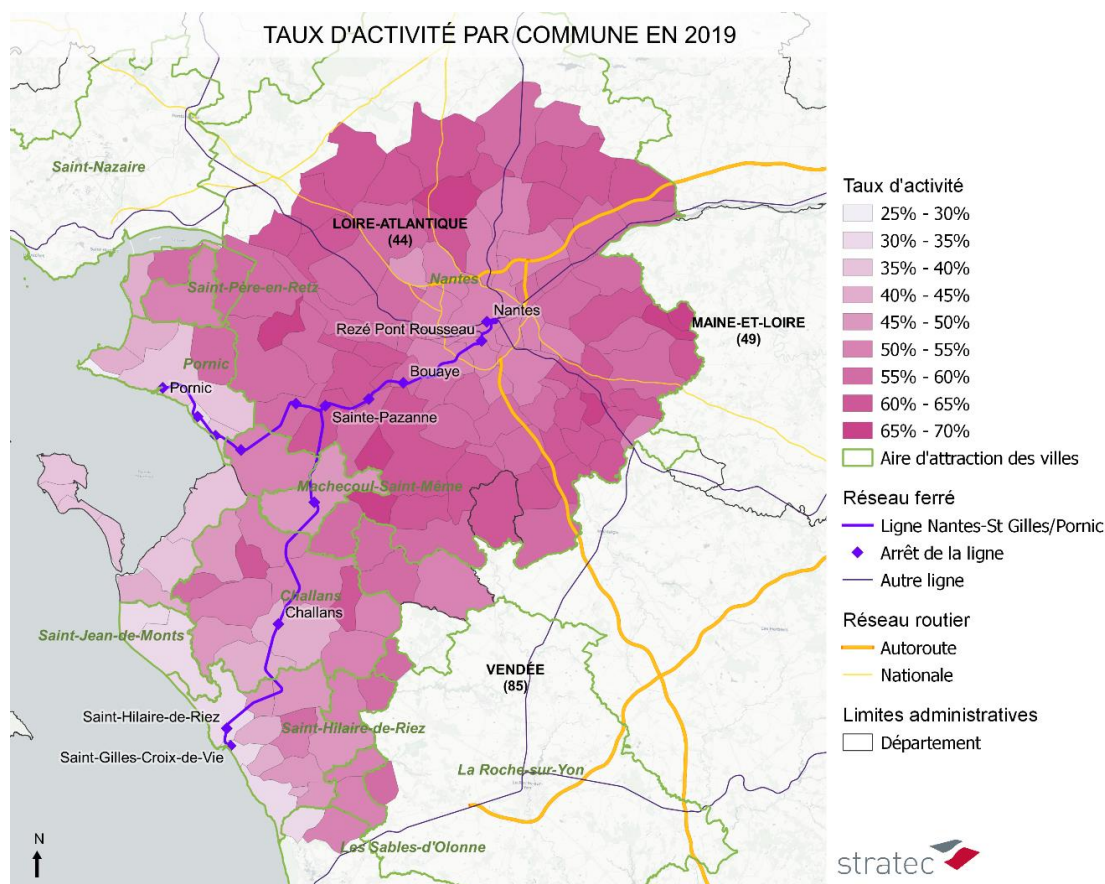 TAUX D'ACTIVITÉ PAR COMMUNE EN 2019
Saint-Nazaire
LOIRE-ATLANTIQUE
(44)
Nantes
Saint-Père-en-Retz
Nantes
Rezé Pont Rousseau
MAINE-ET-LOIRE
(49)
Pornic
Bouaye
Pornic
Sainte-Pazanne
Machecoul-Saint-Même
Challans
Challans
Saint-Jean-de-Monts
VENDÉE
(85)
Saint-Hilaire-de-Riez
Saint-Hilaire-de-Riez
Saint-Gilles-Croix-de-Vie
La Roche-sur-Yon
Les Sables-d'Olonne
N
Taux d'activité
25% - 30%
30% - 35%
35% - 40%
40% - 45%
45% - 50%
50% - 55%
55% - 60%
60% - 65%
65% - 70%
Aire d'attraction des villes
Réseau ferré
Ligne Nantes-St Gilles/Pornic
Arrêt de la ligne
Autre ligne
Réseau routier
Autoroute
Nationale
Limites administratives
Département
stratec